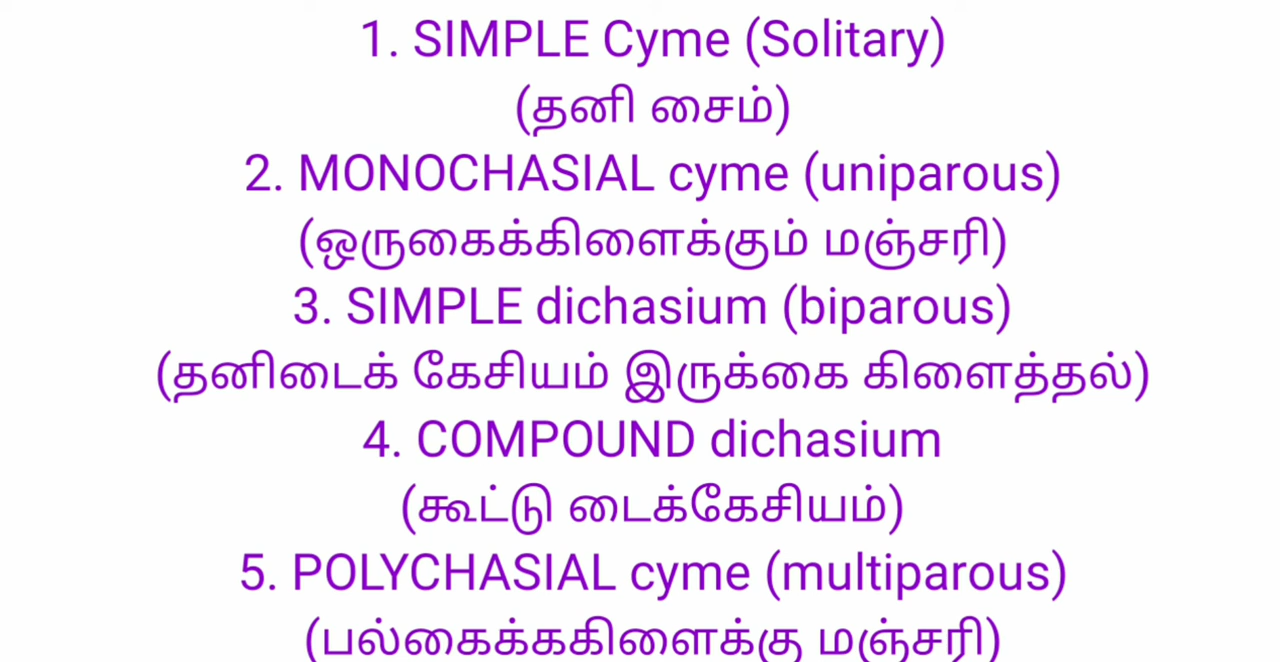 1. SIMPLE Cyme (Solitary)
(தனி சைம்)
2. MONOCHASIAL cyme (uniparous)
(ஒருகைக்கிளைக்கும் மஞ்சரி)
3. SIMPLE dichasium (biparous)
(தனிடைக் கேசியம் இருக்கை கிளைத்தல்)
4. COMPOUND dichasium
(கூட்டு டைக்கேசியம்)
5. POLYCHASIAL cyme (multiparous)
(பல்கைக்ககிளைக்கு மஞ்சரி)